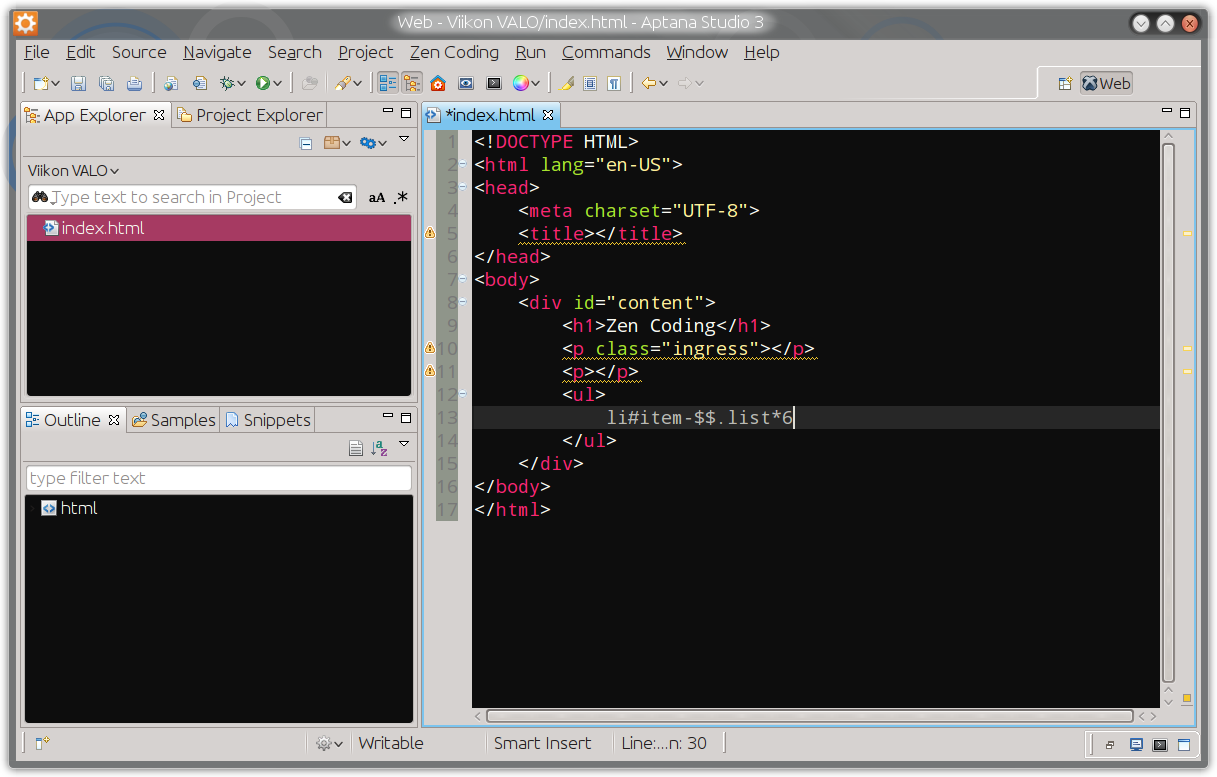 Web - Viikon VALO/index.html - Aptana Studio 3
File Edit Source Navigate Search Project Zen Coding Run Commands Window Help
Web
App Explorer Project Explorer
Viikon VALO
Type text to search in Project aA .*
index.html
Outline Samples Snippets
type filter text
html
*index.html
1 <!DOCTYPE HTML>
2 <html lang="en-US">
3 <head>
4 <meta charset="UTF-8">
5 <title></title>
6 </head>
7 <body>
8 <div id="content">
9 <h1>Zen Coding</h1>
10 <p class="ingress"></p>
11 <p></p>
12 <ul>
13 li#item-$$.list*6
14 </ul>
15 </div>
16 </body>
17 </html>
Writable Smart Insert Line:...n: 30